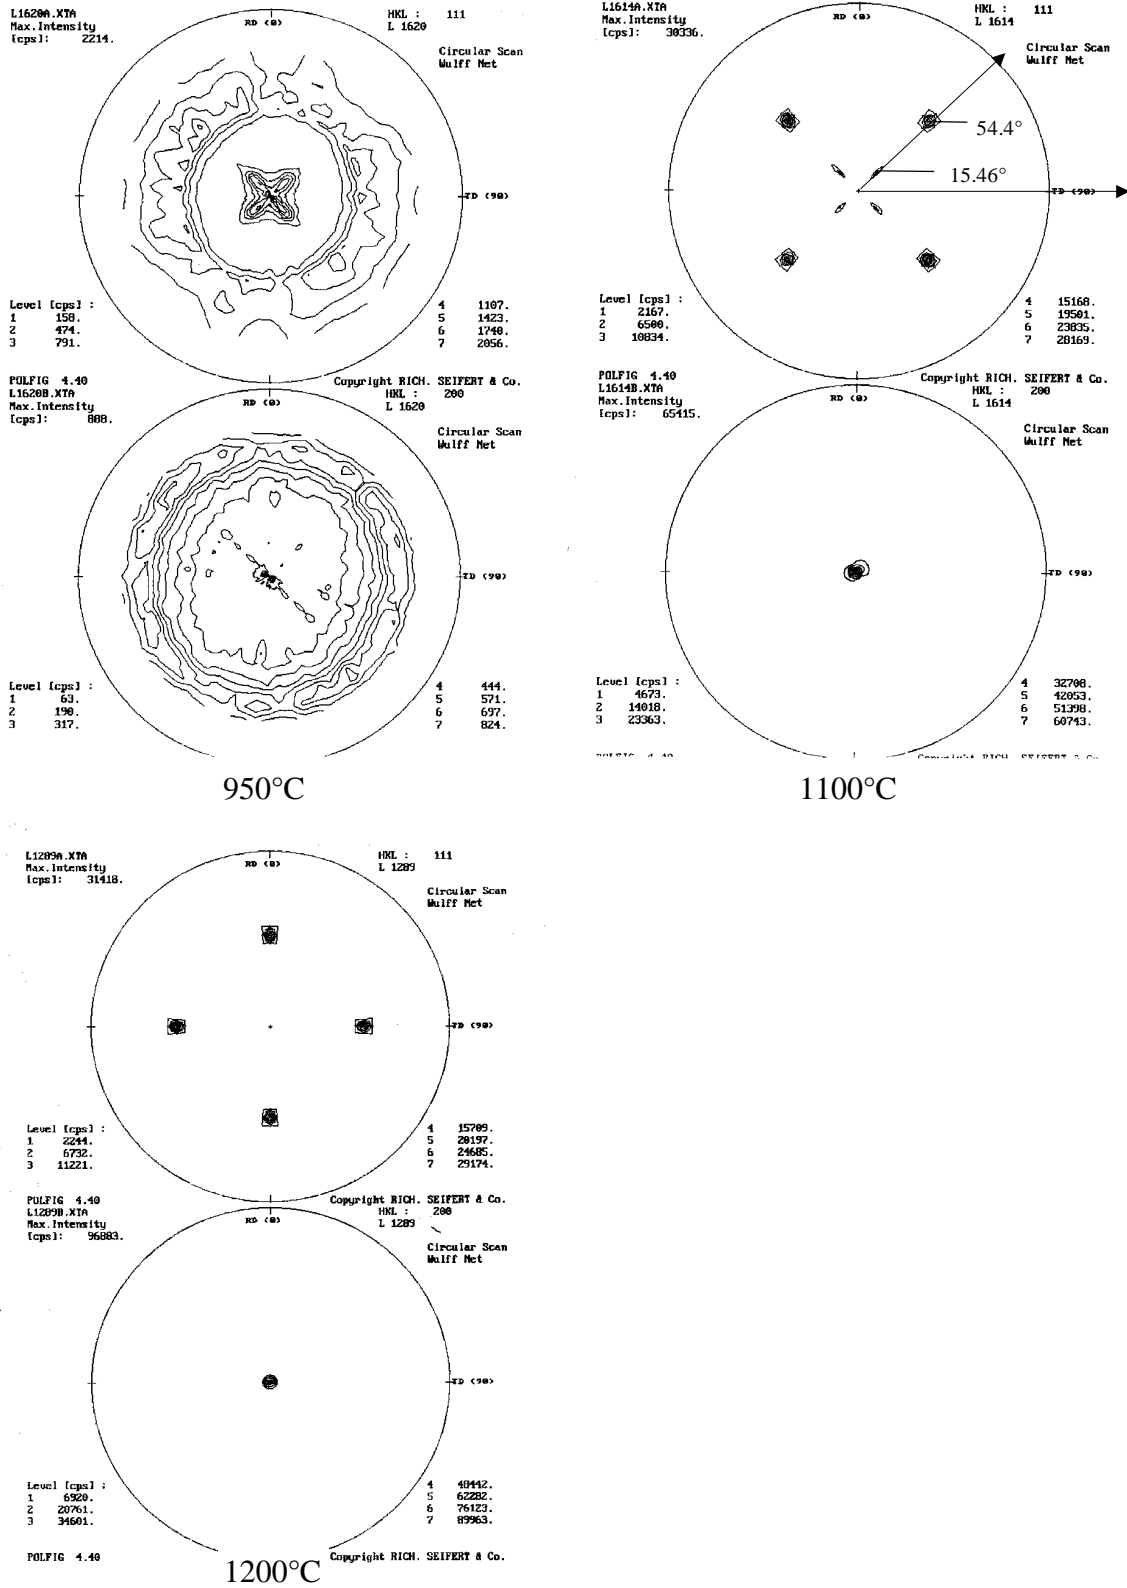 L1620A.XTA
Max.Intensity
[cps]: 2214.
RD (0)
HKL : 111
L 1620
Circular Scan
Wulff Net
TD (90)
Level [cps] :
1 158.
2 474.
3 791.
4 1107.
5 1423.
6 1740.
7 2056.
POLFIG 4.40
Copyright RICH. SEIFERT & Co.
L1620B.XTA
Max.Intensity
[cps]: 888.
RD (0)
HKL : 200
L 1620
Circular Scan
Wulff Net
TD (90)
Level [cps] :
1 63.
2 190.
3 317.
4 444.
5 571.
6 697.
7 824.
950°C
L1614A.XTA
Max.Intensity
[cps]: 30336.
RD (0)
HKL : 111
L 1614
Circular Scan
Wulff Net
54.4°
15.46°
TD (90)
Level [cps] :
1 2167.
2 6500.
3 10834.
4 15168.
5 19501.
6 23835.
7 28169.
POLFIG 4.40
Copyright RICH. SEIFERT & Co.
L1614B.XTA
Max.Intensity
[cps]: 65415.
RD (0)
HKL : 200
L 1614
Circular Scan
Wulff Net
TD (90)
Level [cps] :
1 4673.
2 14018.
3 23363.
4 32708.
5 42053.
6 51398.
7 60743.
POLFIG 4.40
Copyright RICH. SEIFERT & Co.
1100°C
L1289A.XTA
Max.Intensity
[cps]: 31418.
RD (0)
HKL : 111
L 1289
Circular Scan
Wulff Net
TD (90)
Level [cps] :
1 2244.
2 6732.
3 11221.
4 15709.
5 20197.
6 24685.
7 29174.
POLFIG 4.40
Copyright RICH. SEIFERT & Co.
L1289B.XTA
Max.Intensity
[cps]: 96883.
RD (0)
HKL : 200
L 1289
Circular Scan
Wulff Net
TD (90)
Level [cps] :
1 6920.
2 20761.
3 34601.
4 48442.
5 62282.
6 76123.
7 89963.
POLFIG 4.40
Copyright RICH. SEIFERT & Co.
1200°C